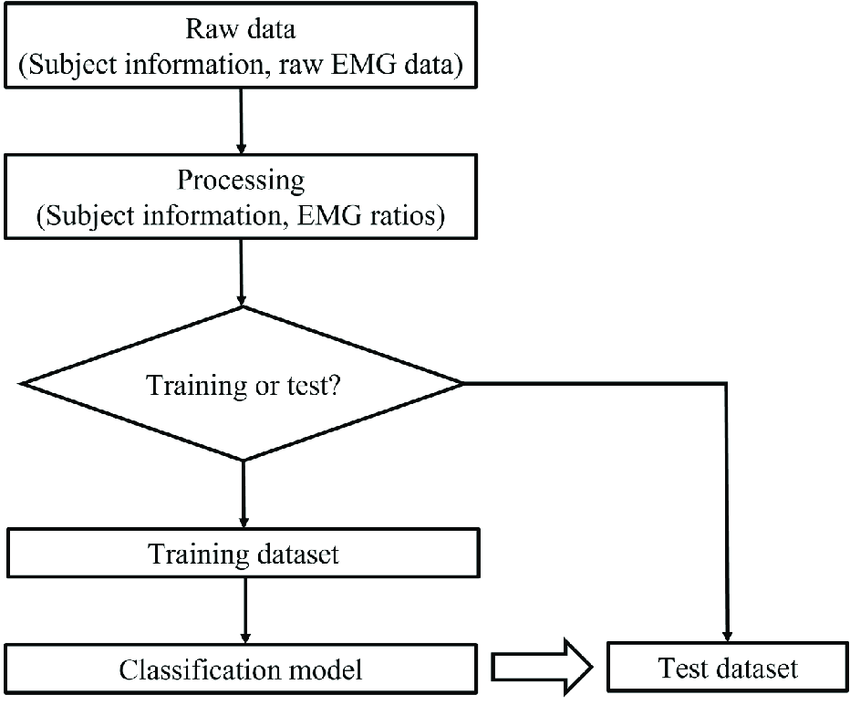 Raw data
(Subject information, raw EMG data)
Processing
(Subject information, EMG ratios)
Training or test?
Training dataset
Classification model
Test dataset